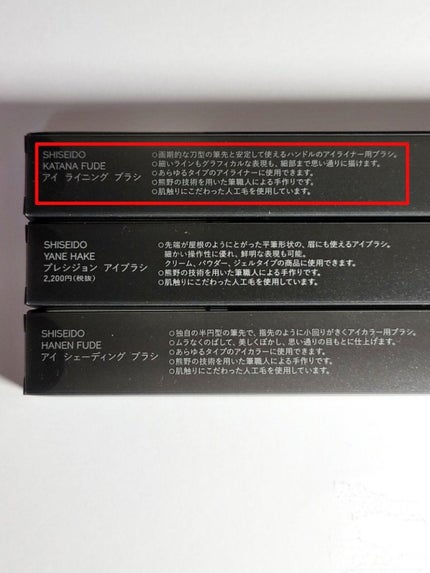 SHISEIDO
KATANA FUDE
アイ ライニング ブラシ
○画期的な刀型の筆先と安定して使えるハンドルのアイライナー用ブラシ。
○細いラインもグラフィカルな表現も、細部まで思い通りに描けます。
○あらゆるタイプのアイライナーに使用できます。
○熊野の技術を用いた筆職人による手作りです。
○肌触りにこだわった人工毛を使用しています。
SHISEIDO
YANE HAKE
プレシジョン アイブラシ
2,200円(税抜)
○先端が屋根のようにとがった平筆形状の、眉にも使えるアイブラシ。
細かい操作性に優れ、鮮明な表現も可能。
クリーム、パウダー、ジェルタイプの商品に使用できます。
○熊野の技術を用いた筆職人による手作りです。
○肌触りにこだわった人工毛を使用しています。
SHISEIDO
HANEN FUDE
アイ シェーディング ブラシ
○独自の半円型の筆先で、指先のように小回りがきくアイカラー用ブラシ。
○ムラなくのばして、美しくぼかし、思い通りの目もとに仕上げます。
○あらゆるタイプのアイカラーに使用できます。
○熊野の技術を用いた筆職人による手作りです。
○肌触りにこだわった人工毛を使用しています。